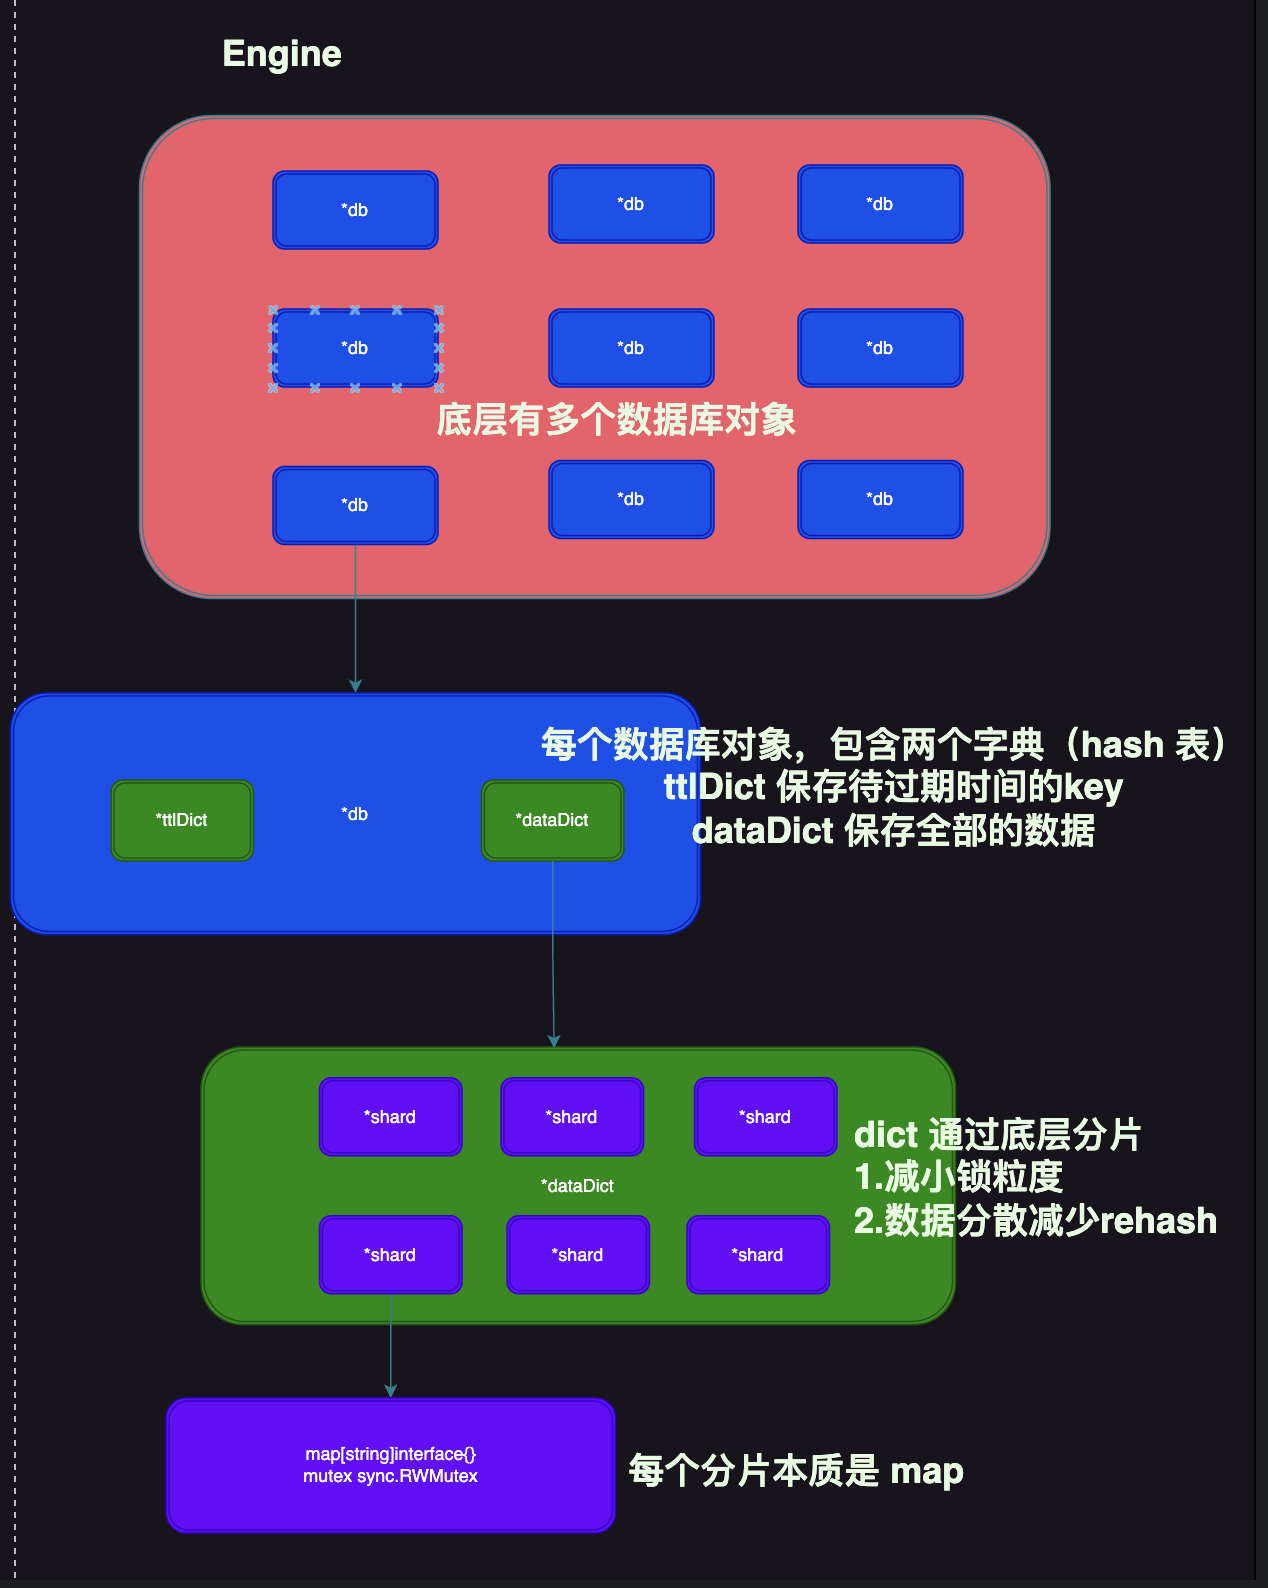 Engine
*db
*db
*db
*db
*db
*db
底层有多个数据库对象
*db
*db
*db
每个数据库对象，包含两个字典（hash 表）
ttlDict 保存待过期时间的key
dataDict 保存全部的数据
*ttlDict
*db
*dataDict
*shard
*shard
*shard
dict 通过底层分片
1.减小锁粒度
2.数据分散减少rehash
*dataDict
*shard
*shard
*shard
map[string]interface{}
mutex sync.RWMutex
每个分片本质是 map